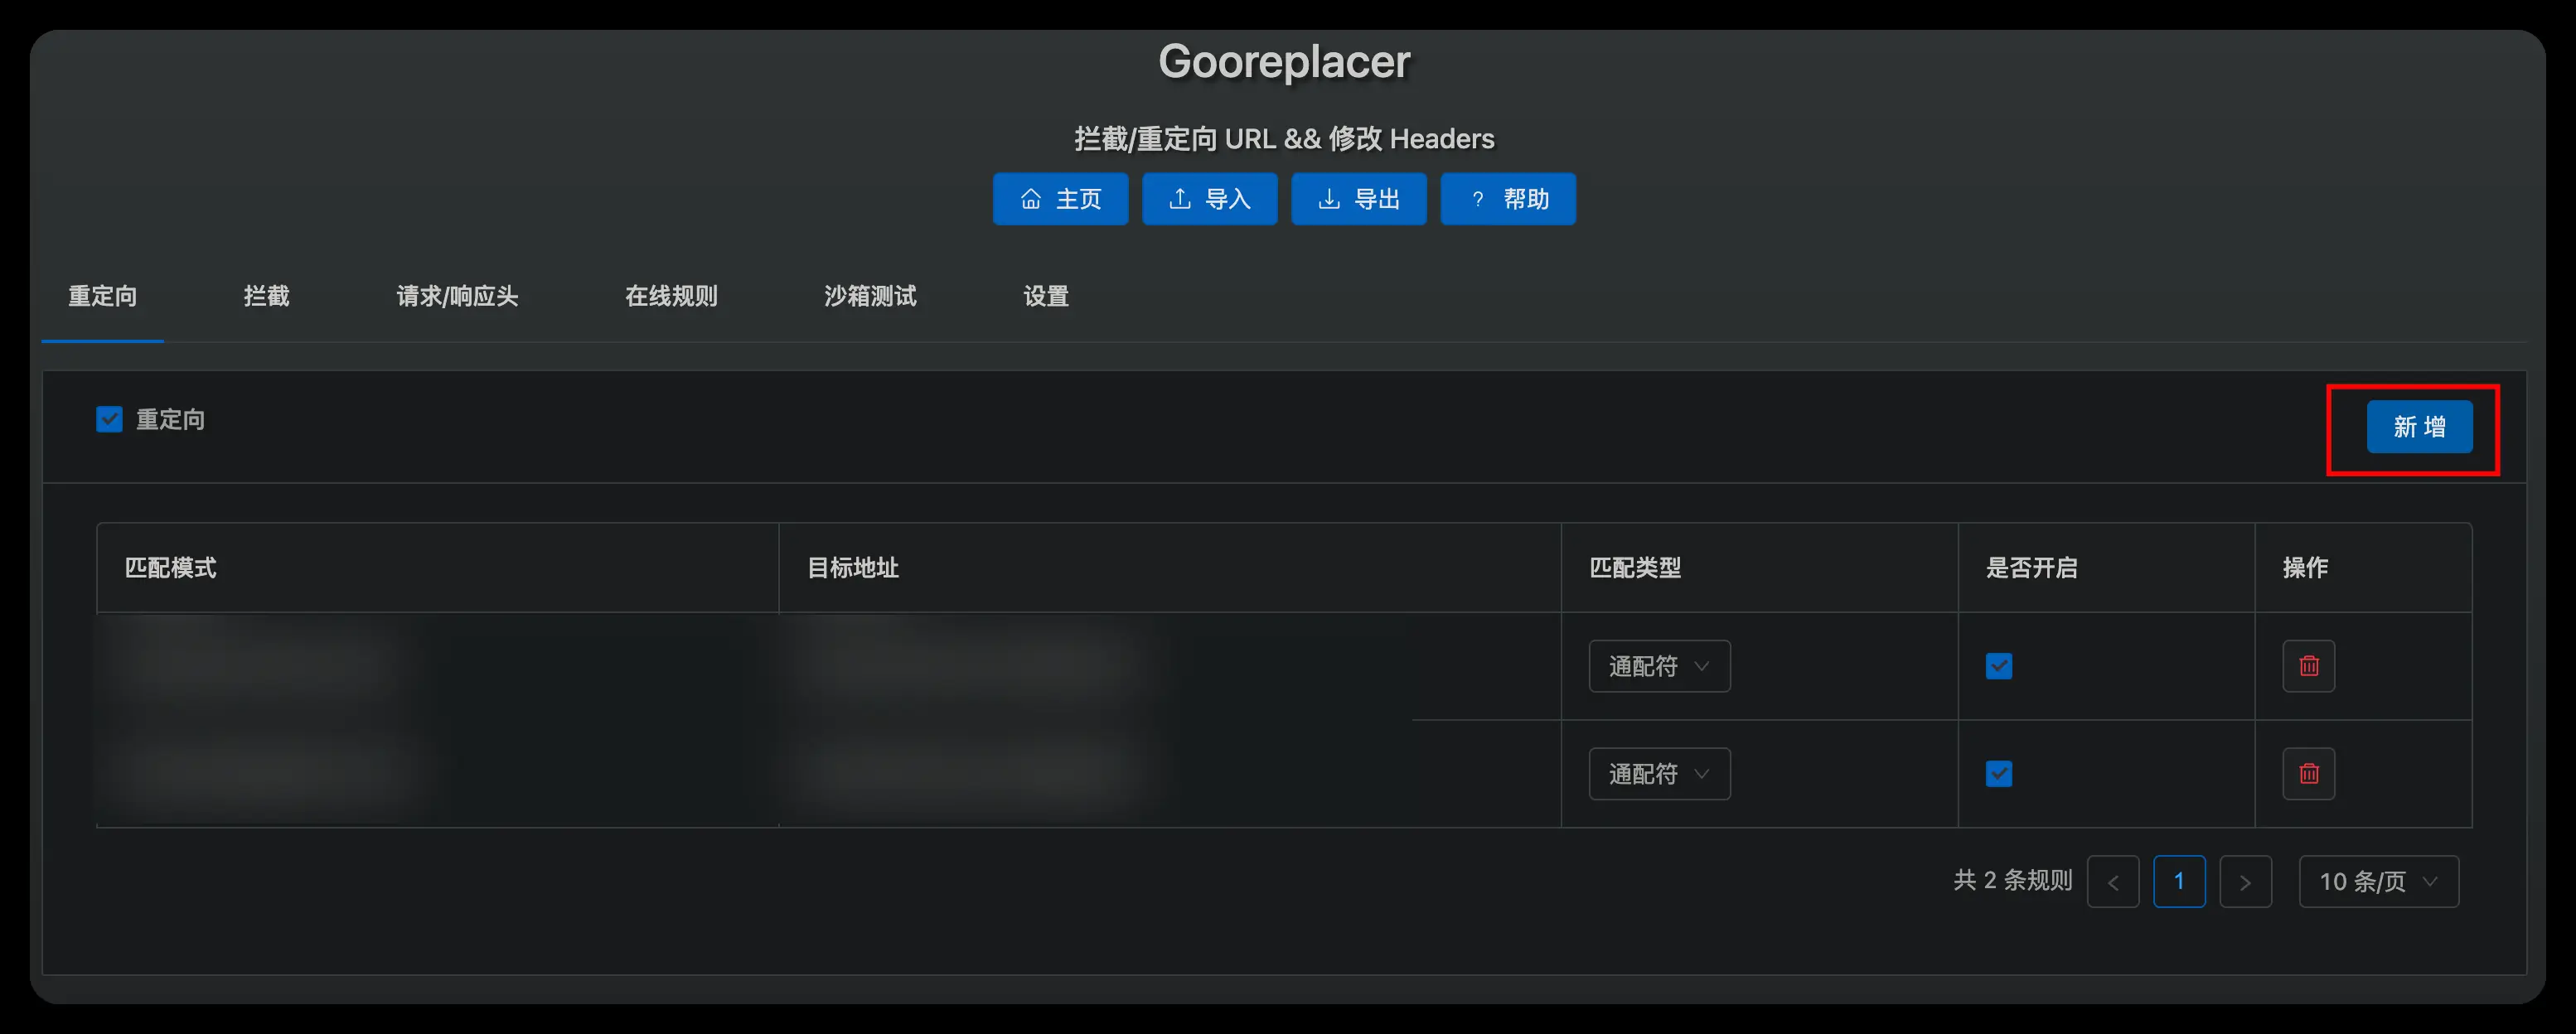 Gooreplacer
拦截/重定向 URL && 修改 Headers
主页 导入 导出 ? 帮助
重定向 拦截 请求/响应头 在线规则 沙箱测试 设置
重定向 新 增
匹配模式 目标地址 匹配类型 是否开启 操作
通配符
通配符
共 2 条规则 < 1 > 10 条/页